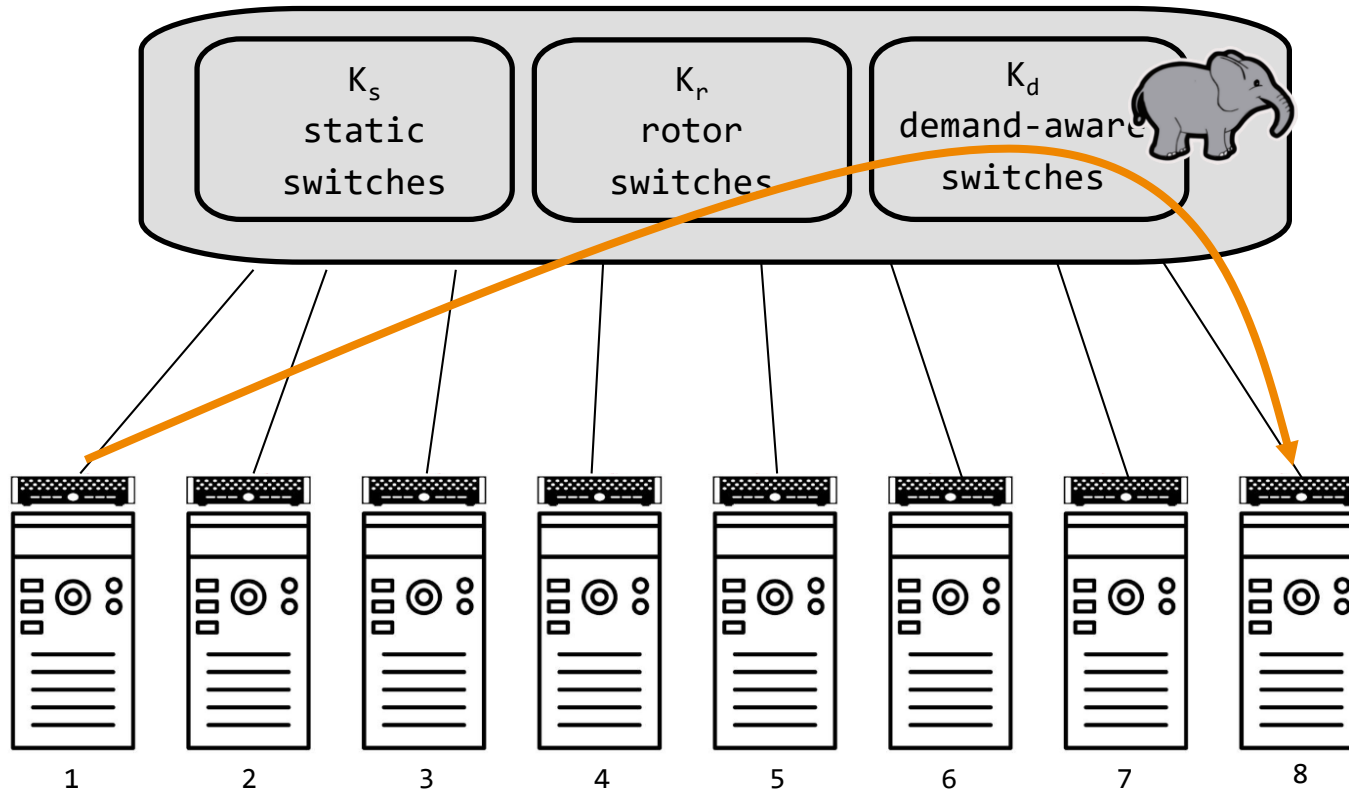 K_s
static
switches
K_r
rotor
switches
K_d
demand-aware
switches
1 2 3 4 5 6 7 8